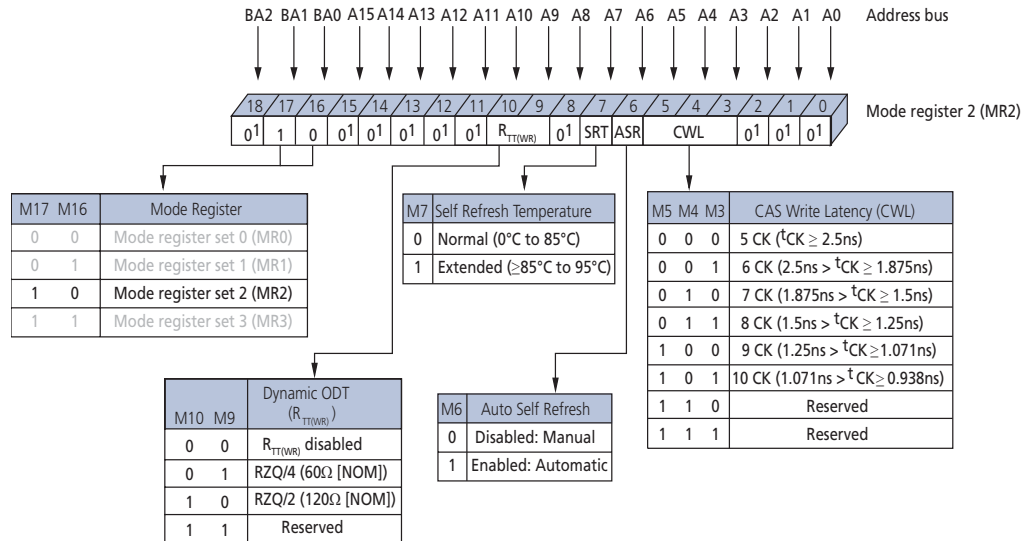 BA2 BA1 BA0 A15 A14 A13 A12 A11 A10 A9 A8 A7 A6 A5 A4 A3 A2 A1 A0 Address bus
18 17 16 15 14 13 12 11 10 9 8 7 6 5 4 3 2 1 0
Mode register 2 (MR2)
0¹ 1 0 0¹ 0¹ 0¹ 0¹ 0¹ RTT(WR) 0¹ SRT ASR CWL 0¹ 0¹ 0¹
M17 M16 Mode Register
0 0 Mode register set 0 (MR0)
0 1 Mode register set 1 (MR1)
1 0 Mode register set 2 (MR2)
1 1 Mode register set 3 (MR3)
M7 Self Refresh Temperature
0 Normal (0°C to 85°C)
1 Extended (≥85°C to 95°C)
M5 M4 M3 CAS Write Latency (CWL)
0 0 0 5 CK (tCK ≥ 2.5ns)
0 0 1 6 CK (2.5ns > tCK ≥ 1.875ns)
0 1 0 7 CK (1.875ns > tCK ≥ 1.5ns)
0 1 1 8 CK (1.5ns > tCK ≥ 1.25ns)
1 0 0 9 CK (1.25ns > tCK ≥1.071ns)
1 0 1 10 CK (1.071ns > tCK≥ 0.938ns)
1 1 0 Reserved
1 1 1 Reserved
M10 M9 Dynamic ODT
(RTT(WR))
0 0 RTT(WR) disabled
0 1 RZQ/4 (60Ω [NOM])
1 0 RZQ/2 (120Ω [NOM])
1 1 Reserved
M6 Auto Self Refresh
0 Disabled: Manual
1 Enabled: Automatic